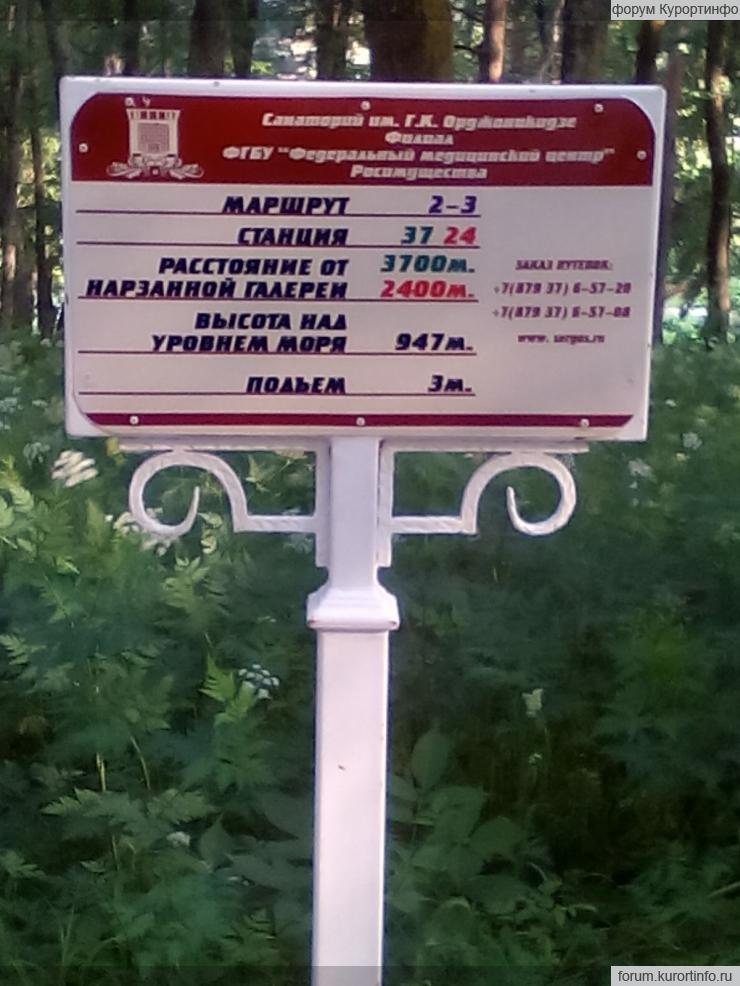 форум Курортинфо
Санаторий им. Г.К. Орджоникидзе
Филиал
ФГБУ "Федеральный медицинский центр"
Росимущества
МАРШРУТ 2-3
СТАНЦИЯ 37 24
РАССТОЯНИЕ ОТ 3700м.
НАРЗАННОЙ ГАЛЕРЕИ 2400м.
ВЫСОТА НАД
УРОВНЕМ МОРЯ 947м.
ПОДЪЕМ 3м.
ЗАКАЗ ПУТЕВОК:
+7(879 37) 6-57-20
+7(879 37) 6-57-08
forum.kurortinfo.ru